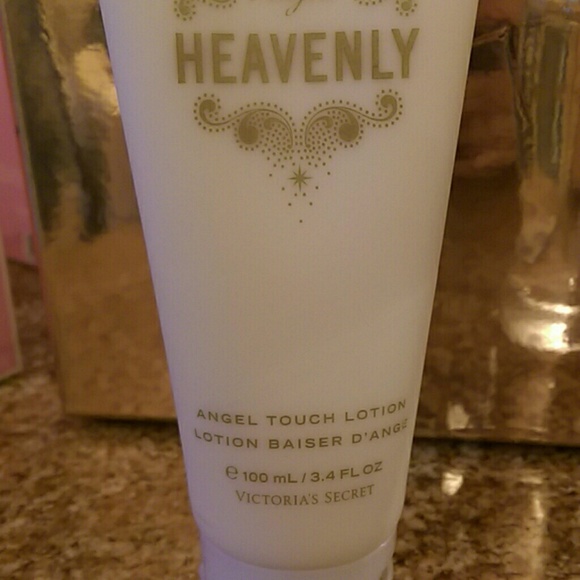 HEAVENLY
ANGEL TOUCH LOTION
LOTION BAISER D'ANGE
℮ 100 mL / 3.4 FL OZ
VICTORIA'S SECRET